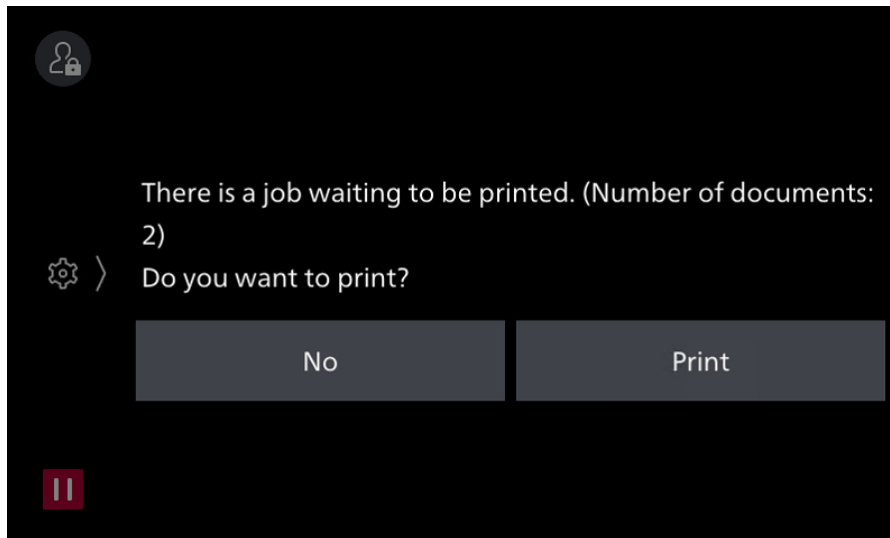 There is a job waiting to be printed. (Number of documents:
2)
Do you want to print?
No
Print